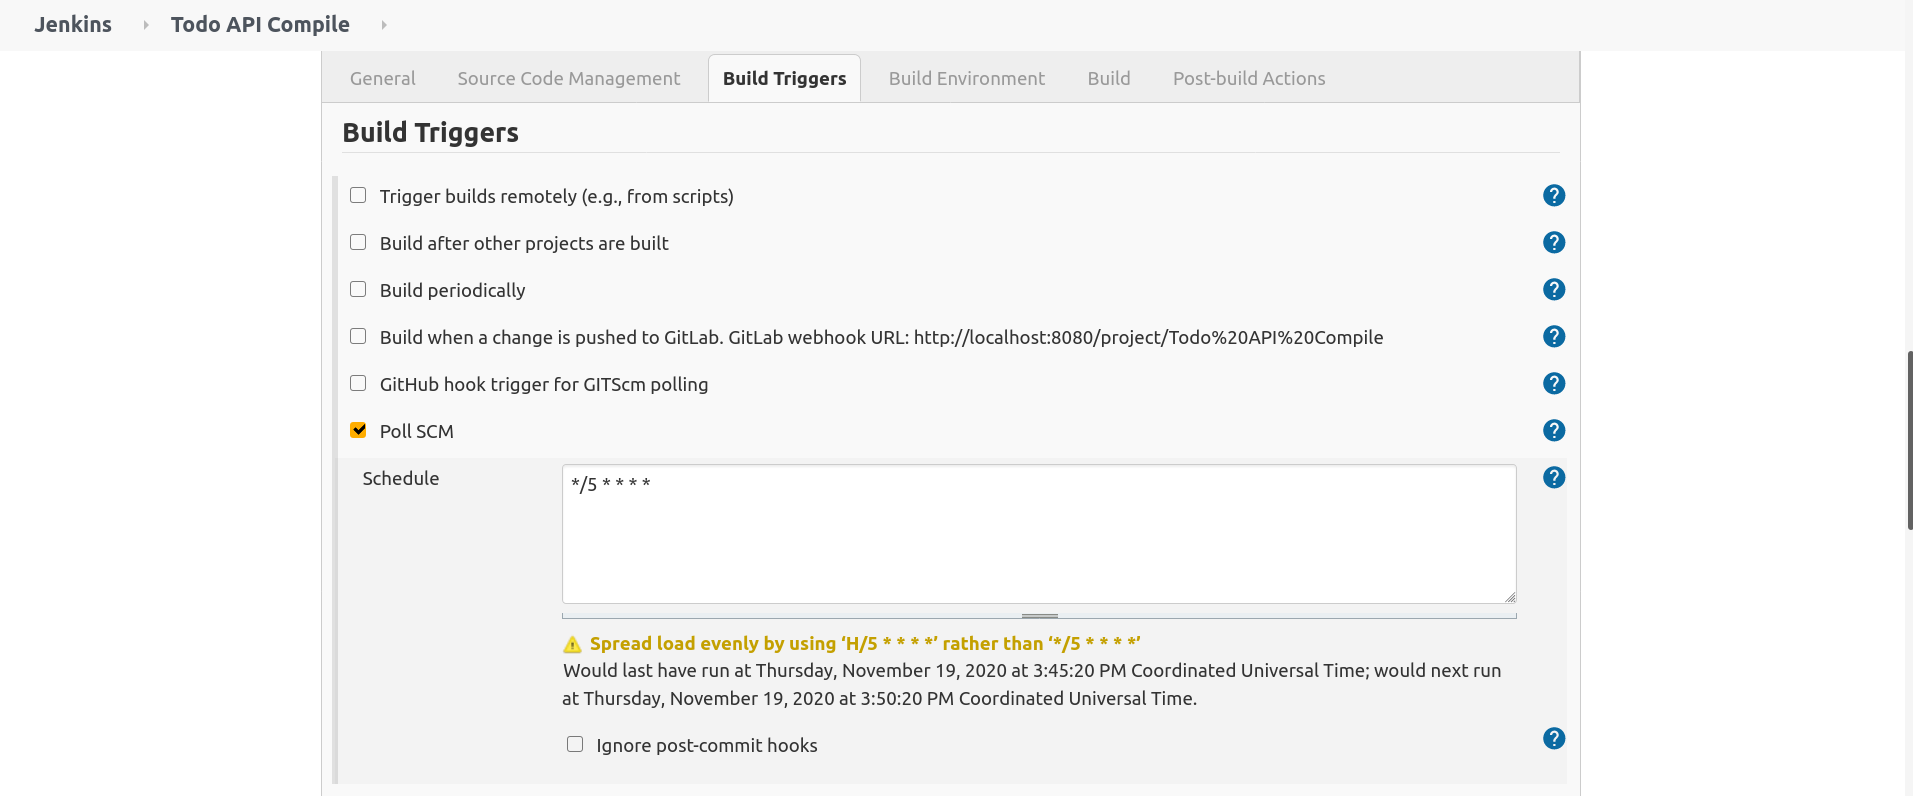 Jenkins Todo API Compile
General Source Code Management Build Triggers Build Environment Build Post-build Actions
Build Triggers
Trigger builds remotely (e.g., from scripts)
Build after other projects are built
Build periodically
Build when a change is pushed to GitLab. GitLab webhook URL: http://localhost:8080/project/Todo%20API%20Compile
GitHub hook trigger for GITScm polling
Poll SCM
Schedule
*/5 * * * *
Spread load evenly by using ‘H/5 * * * *’ rather than ‘*/5 * * * *’
Would last have run at Thursday, November 19, 2020 at 3:45:20 PM Coordinated Universal Time; would next run
at Thursday, November 19, 2020 at 3:50:20 PM Coordinated Universal Time.
Ignore post-commit hooks